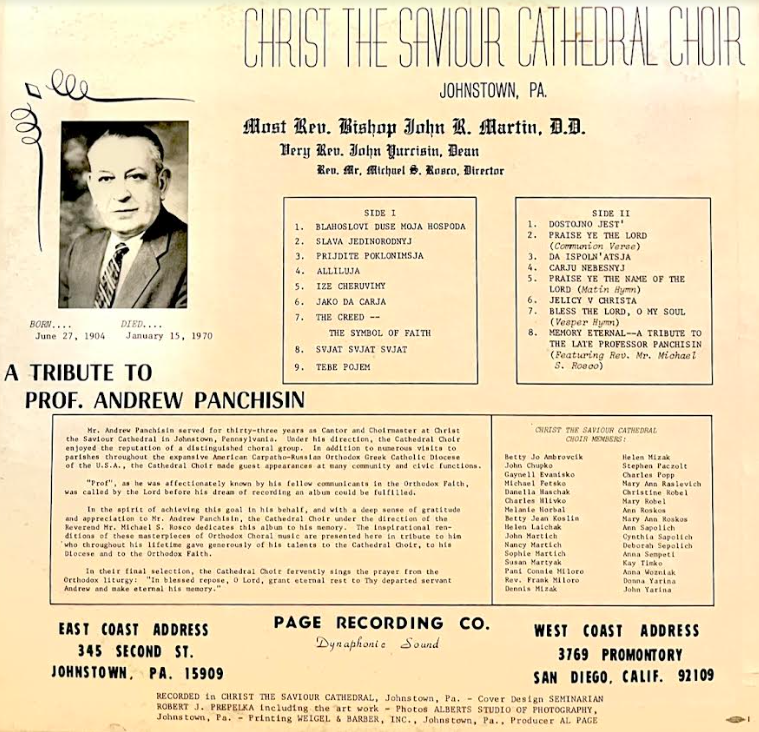 CHRIST THE SAVIOUR CATHEDRAL CHOIR
JOHNSTOWN, PA.
Most Rev. Bishop John R. Martin, D.D.
Very Rev. John Yurcisin, Dean
Rev. Mr. Michael S. Rosco, Director
SIDE I
1. BLAHOSLOVI DUSE MOJA HOSPODA
2. SLAVA JEDINORODNYJ
3. PRIJDITE POKLONIMSJA
4. ALLILUJA
5. IZE CHERUVIMY
6. JAKO DA CARJA
7. THE CREED --
THE SYMBOL OF FAITH
8. SVJAT SVJAT SVJAT
9. TEBE POJEM
SIDE II
1. DOSTOJNO JEST'
2. PRAISE YE THE LORD
(Communion Verse)
3. DA ISPOLN'ATSJA
4. CARJU NEBESNYJ
5. PRAISE YE THE NAME OF THE
LORD (Matin Hymn)
6. JELICY V CHRISTA
7. BLESS THE LORD, O MY SOUL
(Vesper Hymn)
8. MEMORY ETERNAL--A TRIBUTE TO
THE LATE PROFESSOR PANCHISIN
(Featuring Rev. Mr. Michael
S. Rosco)
BORN.... DIED....
June 27, 1904 January 15, 1970
A TRIBUTE TO
PROF. ANDREW PANCHISIN
Mr. Andrew Panchisin served for thirty-three years as Cantor and Choirmaster at Christ
the Saviour Cathedral in Johnstown, Pennsylvania. Under his direction, the Cathedral Choir
enjoyed the reputation of a distinguished choral group. In addition to numerous visits to
parishes throughout the expansive American Carpatho-Russian Orthodox Greek Catholic Diocese
of the U.S.A., the Cathedral Choir made guest appearances at many community and civic functions.
"Prof", as he was affectionately known by his fellow communicants in the Orthodox Faith,
was called by the Lord before his dream of recording an album could be fulfilled.
In the spirit of achieving this goal in his behalf, and with a deep sense of gratitude
and appreciation to Mr. Andrew Panchisin, the Cathedral Choir under the direction of the
Reverend Mr. Michael S. Rosco dedicates this album to his memory. The inspirational ren-
ditions of these masterpieces of Orthodox Choral music are presented here in tribute to him
who throughout his lifetime gave generously of his talents to the Cathedral Choir, to his
Diocese and to the Orthodox Faith.
In their final selection, the Cathedral Choir fervently sings the prayer from the
Orthodox liturgy: "In blessed repose, O Lord, grant eternal rest to Thy departed servant
Andrew and make eternal his memory."
CHRIST THE SAVIOUR CATHEDRAL
CHOIR MEMBERS:
Betty Jo Ambrovcik
John Chupko
Gaynell Evanisko
Michael Fetsko
Danella Haschak
Charles Hlivko
Melanie Norbal
Betty Jean Koslin
Helen Laichak
John Martich
Nancy Martich
Sophie Martich
Susan Martyak
Pani Connie Miloro
Rev. Frank Miloro
Dennis Mizak
Helen Mizak
Stephen Paczolt
Charles Popp
Mary Ann Raslevich
Christine Robel
Mary Robel
Ann Roskos
Mary Ann Roskos
Ann Sapolich
Cynthia Sapolich
Deborah Sepolich
Anna Sempeti
Kay Timko
Anna Wozniak
Donna Yarina
John Yarina
EAST COAST ADDRESS
345 SECOND ST.
JOHNSTOWN, PA. 15909
PAGE RECORDING CO.
Dynaphonic Sound
WEST COAST ADDRESS
3769 PROMONTORY
SAN DIEGO, CALIF. 92109
RECORDED in CHRIST THE SAVIOUR CATHEDRAL, Johnstown, Pa. - Cover Design SEMINARIAN
ROBERT J. PREPELKA including the art work - Photos ALBERTS STUDIO OF PHOTOGRAPHY,
Johnstown, Pa. - Printing WEIGEL & BARBER, INC., Johnstown, Pa., Producer AL PAGE